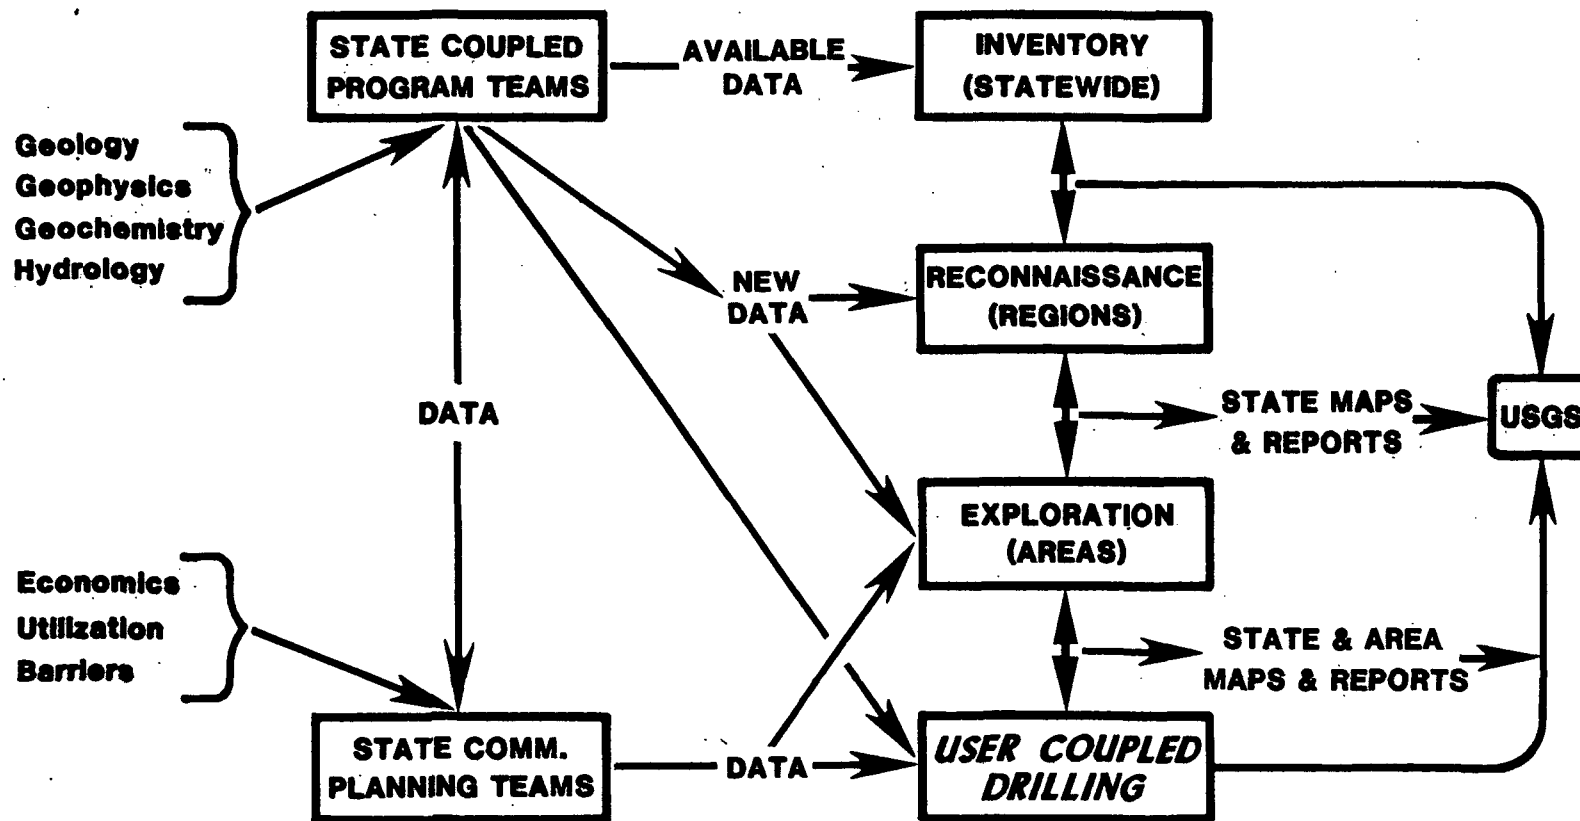 STATE COUPLED
PROGRAM TEAMS
AVAILABLE
DATA
INVENTORY
(STATEWIDE)
Geology
Geophysics
Geochemistry
Hydrology
NEW
DATA
RECONNAISSANCE
(REGIONS)
DATA
STATE MAPS
& REPORTS
USGS
EXPLORATION
(AREAS)
Economics
Utilization
Barriers
STATE & AREA
MAPS & REPORTS
STATE COMM.
PLANNING TEAMS
DATA
USER COUPLED
DRILLING